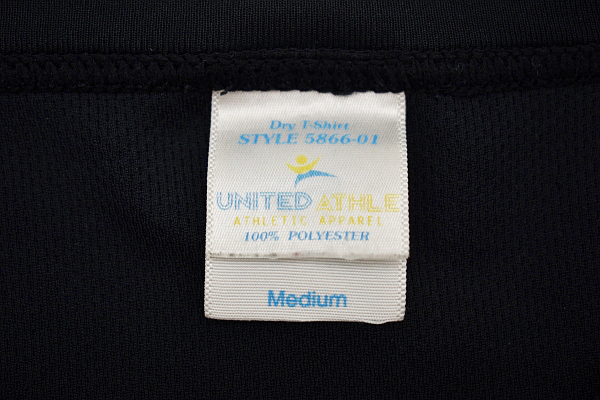 Dry T-Shirt
STYLE 5866-01
UNITED ATHLE
ATHLETIC APPAREL
100% POLYESTER
Medium